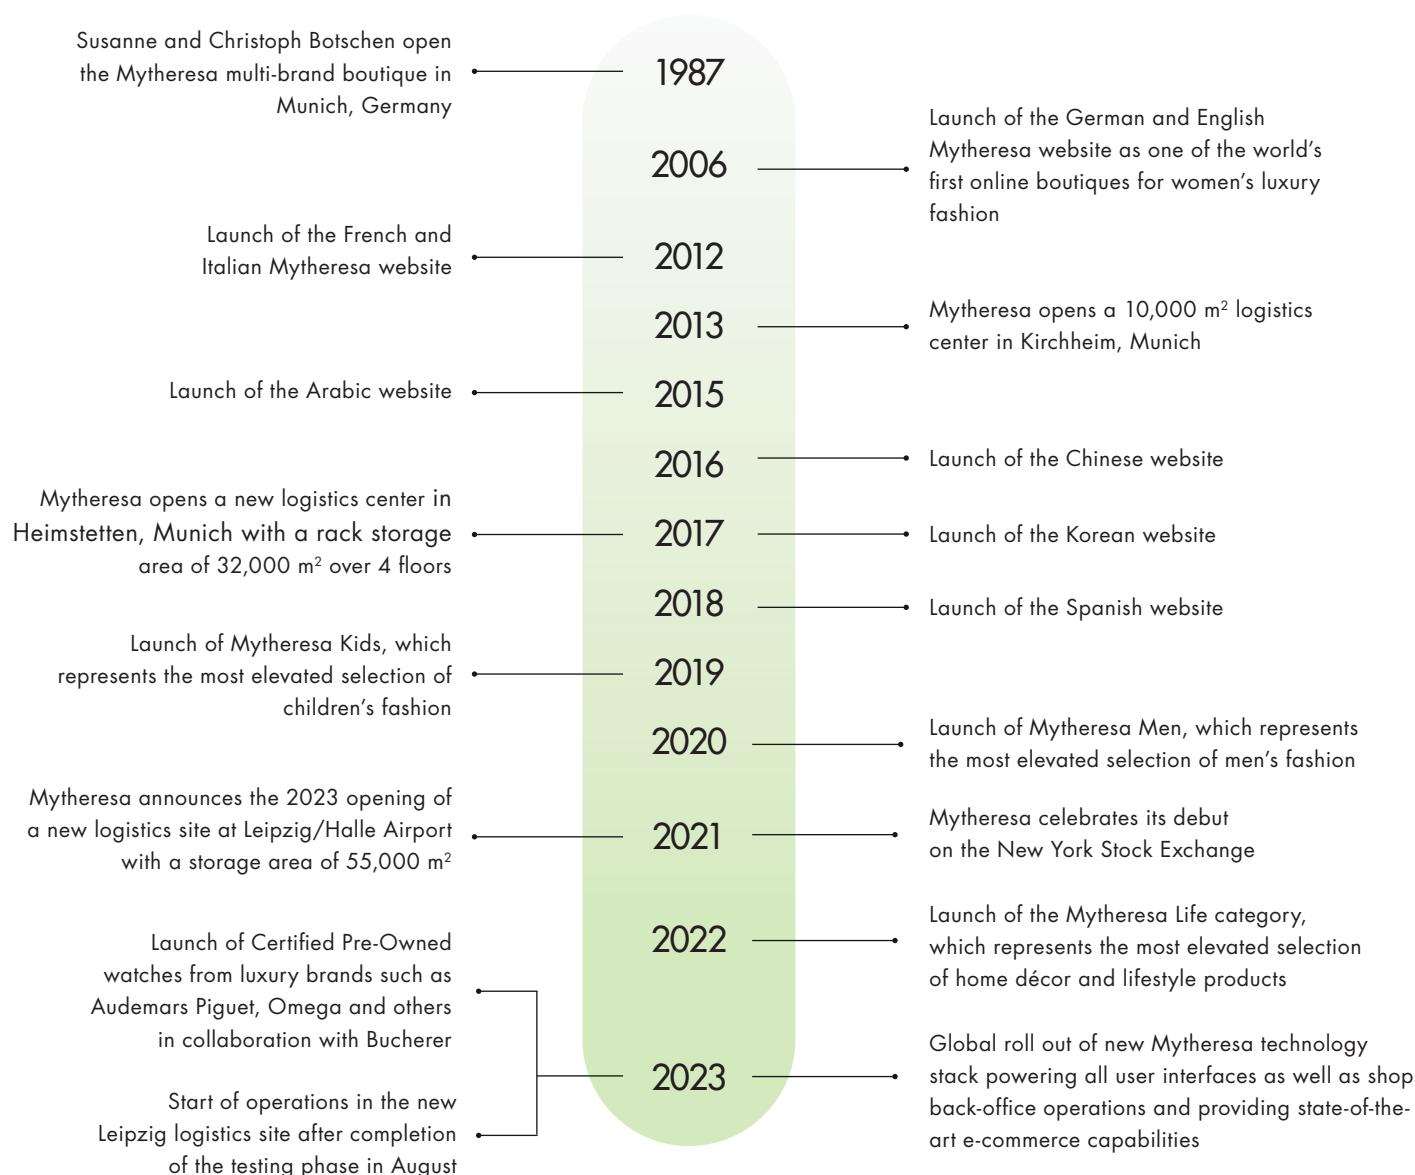 Susanne and Christoph Botschen open
the Mytheresa multi-brand boutique in
Munich, Germany
1987
2006
Launch of the German and English
Mytheresa website as one of the world’s
first online boutiques for women’s luxury
fashion
Launch of the French and
Italian Mytheresa website
2012
2013
Mytheresa opens a 10,000 m² logistics
center in Kirchheim, Munich
Launch of the Arabic website
2015
2016
Launch of the Chinese website
Mytheresa opens a new logistics center in
Heimstetten, Munich with a rack storage
area of 32,000 m² over 4 floors
2017
Launch of the Korean website
2018
Launch of the Spanish website
Launch of Mytheresa Kids, which
represents the most elevated selection of
children’s fashion
2019
2020
Launch of Mytheresa Men, which represents
the most elevated selection of men’s fashion
Mytheresa announces the 2023 opening of
a new logistics site at Leipzig/Halle Airport
with a storage area of 55,000 m²
2021
Mytheresa celebrates its debut
on the New York Stock Exchange
2022
Launch of the Mytheresa Life category,
which represents the most elevated selection
of home décor and lifestyle products
Launch of Certified Pre-Owned
watches from luxury brands such as
Audemars Piguet, Omega and others
in collaboration with Bucherer
Start of operations in the new
Leipzig logistics site after completion
of the testing phase in August
2023
Global roll out of new Mytheresa technology
stack powering all user interfaces as well as shop
back-office operations and providing state-of-the-
art e-commerce capabilities